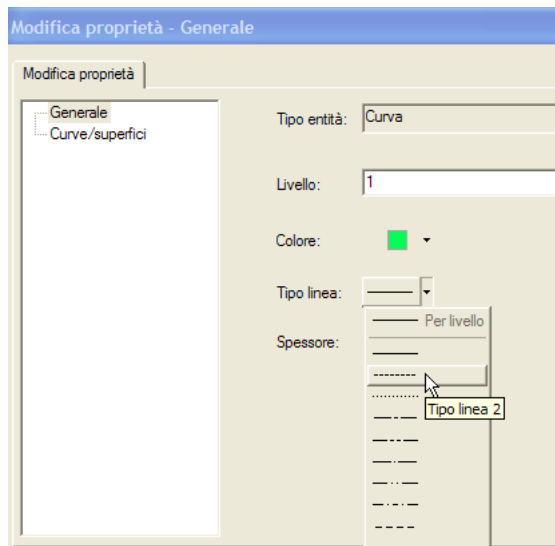 Modifica proprietà - Generale
Modifica proprietà
Generale
Curve/superfici
Tipo entità: Curva
Livello: 1
Colore:
Tipo linea:
Per livello
Spessore:
Tipo linea 2